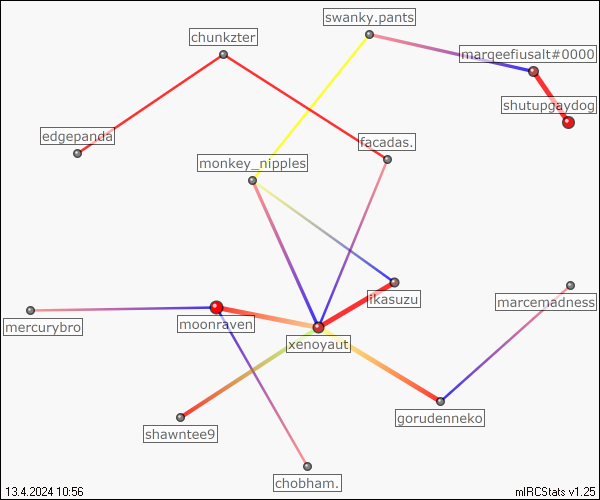 swanky.pants
chunkzter
margeefiusalt#0000
shutupgaydog
edgepanda
facadas.
monkey_nipples
ikasuzu
marcemadness
mercurybro
moonraven
xenoyaut
gorudenneko
shawntee9
chobham.
13.4.2024 10:56
mIRCStats v1.25